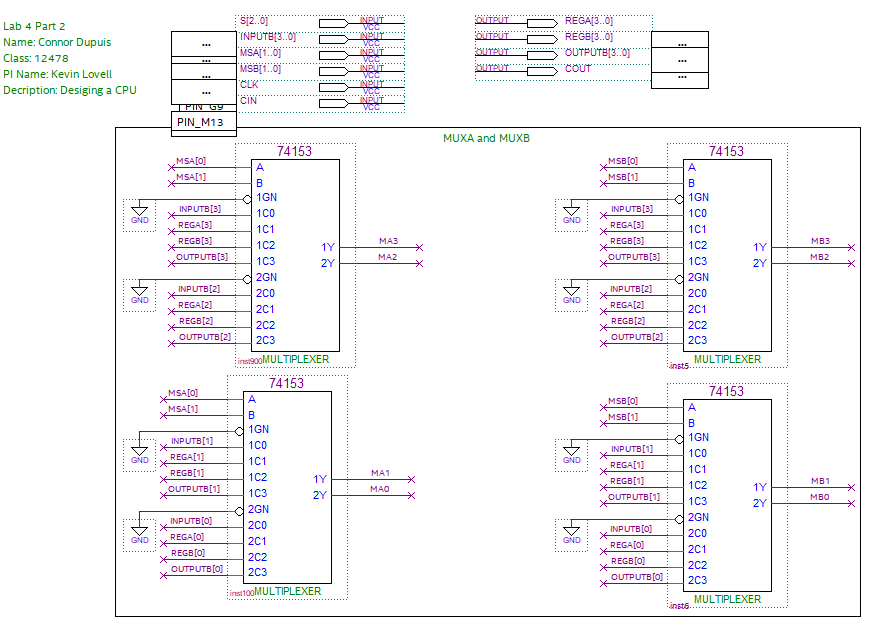 Lab 4 Part 2
Name: Connor Dupuis
Class: 12478
PI Name: Kevin Lovell
Decription: Desiging a CPU
...
...
...
...
PIN_G9
PIN_M13
S[2..0] INPUT VCC
INPUTB[3..0] INPUT VCC
MSA[1..0] INPUT VCC
MSB[1..0] INPUT VCC
CLK INPUT VCC
CIN INPUT VCC
OUTPUT REGA[3..0]
OUTPUT REGB[3..0]
OUTPUT OUTPUTB[3..0]
OUTPUT COUT
...
...
...
MUXA and MUXB
74153
MSA[0] A
MSA[1] B
GND 1GN
INPUTB[3] 1C0
REGA[3] 1C1
REGB[3] 1C2 1Y MA3
OUTPUTB[3] 1C3 2Y MA2
GND 2GN
INPUTB[2] 2C0
REGA[2] 2C1
REGB[2] 2C2
OUTPUTB[2] 2C3
inst900 MULTIPLEXER
74153
MSB[0] A
MSB[1] B
GND 1GN
INPUTB[3] 1C0
REGA[3] 1C1
REGB[3] 1C2 1Y MB3
OUTPUTB[3] 1C3 2Y MB2
GND 2GN
INPUTB[2] 2C0
REGA[2] 2C1
REGB[2] 2C2
OUTPUTB[2] 2C3
inst5 MULTIPLEXER
74153
MSA[0] A
MSA[1] B
GND 1GN
INPUTB[1] 1C0
REGA[1] 1C1
REGB[1] 1C2 1Y MA1
OUTPUTB[1] 1C3 2Y MA0
GND 2GN
INPUTB[0] 2C0
REGA[0] 2C1
REGB[0] 2C2
OUTPUTB[0] 2C3
inst100 MULTIPLEXER
74153
MSB[0] A
MSB[1] B
GND 1GN
INPUTB[1] 1C0
REGA[1] 1C1
REGB[1] 1C2 1Y MB1
OUTPUTB[1] 1C3 2Y MB0
GND 2GN
INPUTB[0] 2C0
REGA[0] 2C1
REGB[0] 2C2
OUTPUTB[0] 2C3
inst6 MULTIPLEXER